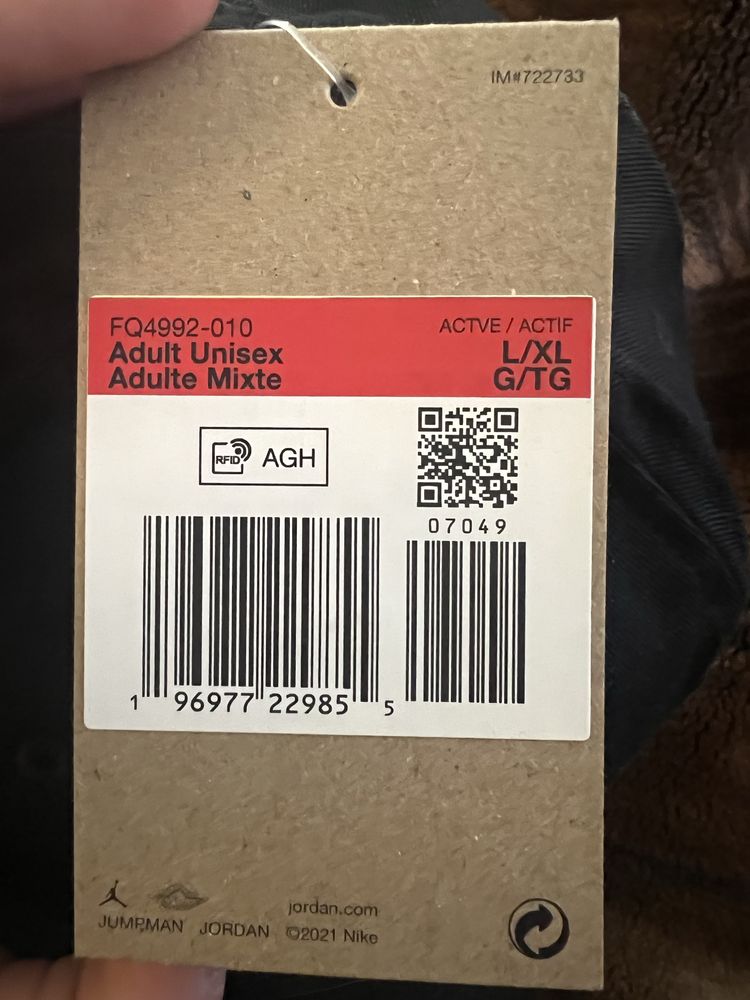 IM#722733
FQ4992-010
ACTVE / ACTIF
Adult Unisex
L/XL
Adulte Mixte
G/TG
RFID
AGH
07049
1 96977 22985 5
jordan.com
JUMPMAN JORDAN ©2021 Nike